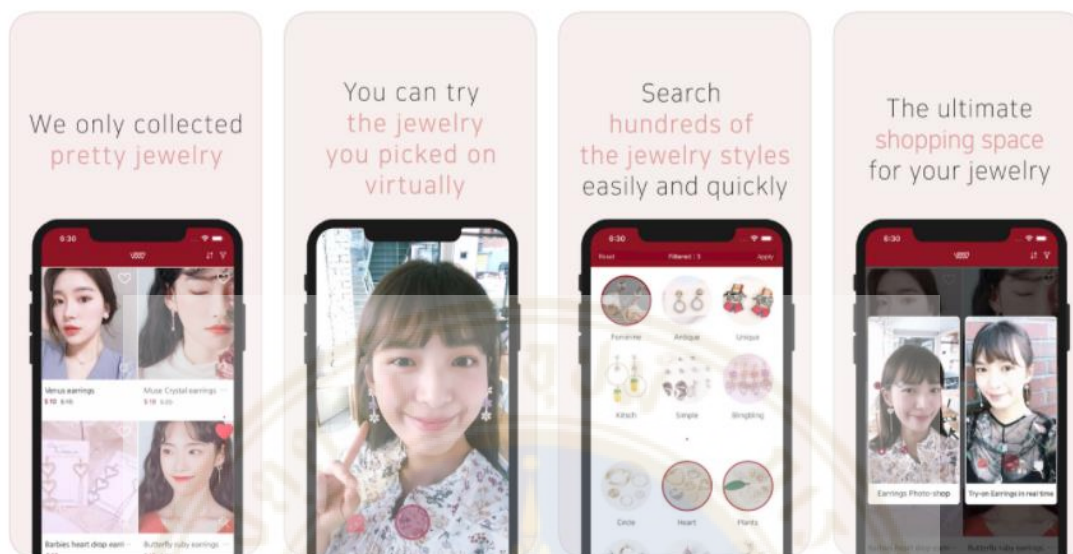 We only collected
pretty jewelry
6:30
Venus earrings
$10
Muse Crystal earrings ...
$18
Barbies heart drop earri ...
Butterfly ruby earrings ...
You can try
the jewelry
you picked on
virtually
Search
hundreds of
the jewelry styles
easily and quickly
6:30
Reset
Filtered : 3
Apply
Feminine
Antique
Unique
Kitsch
Simple
Blingbling
Circle
Heart
Plants
The ultimate
shopping space
for your jewelry
6:30
Earrings Photo-shop
Try-on Earrings in real time